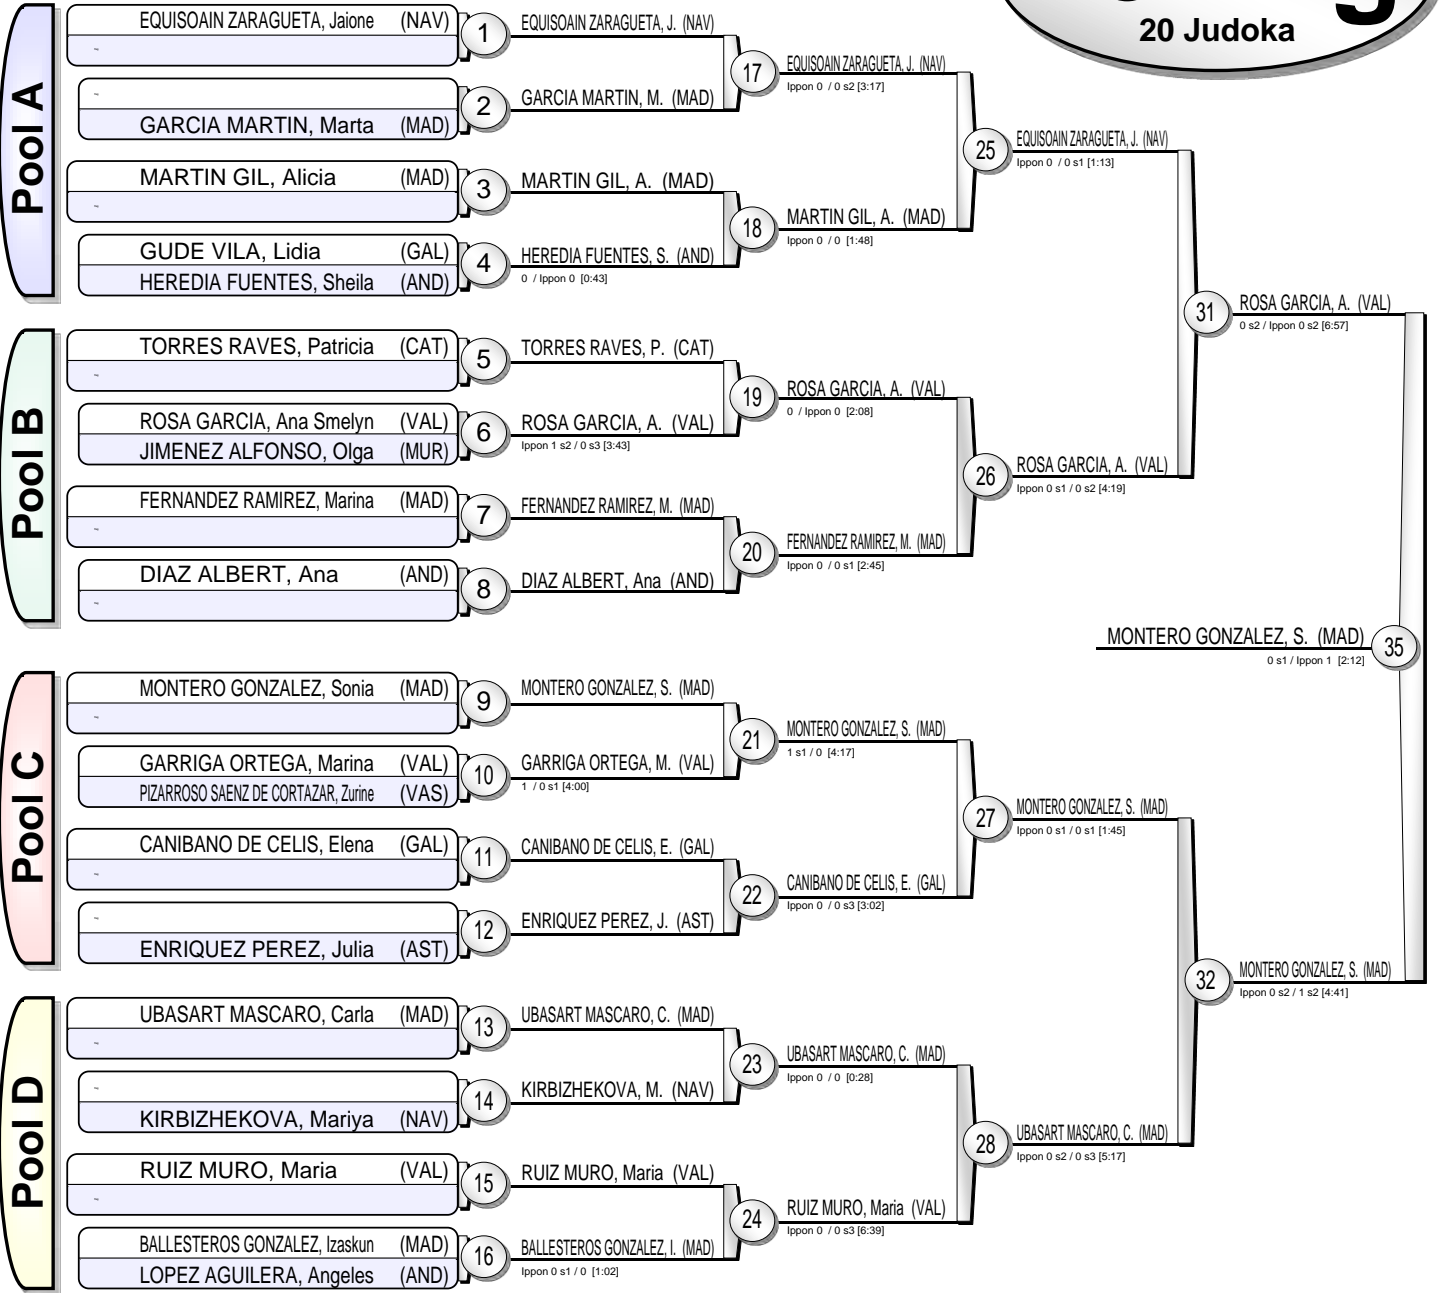 20 Judoka
Pool A
EQUISOAIN ZARAGUETA, Jaione (NAV)
~
1
~
GARCIA MARTIN, Marta (MAD)
2
MARTIN GIL, Alicia (MAD)
~
3
GUDE VILA, Lidia (GAL)
HEREDIA FUENTES, Sheila (AND)
4
Pool B
TORRES RAVES, Patricia (CAT)
~
5
ROSA GARCIA, Ana Smelyn (VAL)
JIMENEZ ALFONSO, Olga (MUR)
6
FERNANDEZ RAMIREZ, Marina (MAD)
~
7
DIAZ ALBERT, Ana (AND)
~
8
Pool C
MONTERO GONZALEZ, Sonia (MAD)
~
9
GARRIGA ORTEGA, Marina (VAL)
PIZARROSO SAENZ DE CORTAZAR, Zurine (VAS)
10
CANIBANO DE CELIS, Elena (GAL)
~
11
~
ENRIQUEZ PEREZ, Julia (AST)
12
Pool D
UBASART MASCARO, Carla (MAD)
~
13
~
KIRBIZHEKOVA, Mariya (NAV)
14
RUIZ MURO, Maria (VAL)
~
15
BALLESTEROS GONZALEZ, Izaskun (MAD)
LOPEZ AGUILERA, Angeles (AND)
16
EQUISOAIN ZARAGUETA, J. (NAV)
GARCIA MARTIN, M. (MAD)
17
MARTIN GIL, A. (MAD)
HEREDIA FUENTES, S. (AND)
0 / Ippon 0 [0:43]
18
TORRES RAVES, P. (CAT)
ROSA GARCIA, A. (VAL)
Ippon 1 s2 / 0 s3 [3:43]
19
FERNANDEZ RAMIREZ, M. (MAD)
DIAZ ALBERT, Ana (AND)
20
MONTERO GONZALEZ, S. (MAD)
GARRIGA ORTEGA, M. (VAL)
1 / 0 s1 [4:00]
21
CANIBANO DE CELIS, E. (GAL)
ENRIQUEZ PEREZ, J. (AST)
22
UBASART MASCARO, C. (MAD)
KIRBIZHEKOVA, M. (NAV)
23
RUIZ MURO, Maria (VAL)
BALLESTEROS GONZALEZ, I. (MAD)
Ippon 0 s1 / 0 [1:02]
24
EQUISOAIN ZARAGUETA, J. (NAV)
Ippon 0 / 0 s2 [3:17]
MARTIN GIL, A. (MAD)
Ippon 0 / 0 [1:48]
25
ROSA GARCIA, A. (VAL)
0 / Ippon 0 [2:08]
FERNANDEZ RAMIREZ, M. (MAD)
Ippon 0 / 0 s1 [2:45]
26
MONTERO GONZALEZ, S. (MAD)
1 s1 / 0 [4:17]
CANIBANO DE CELIS, E. (GAL)
Ippon 0 / 0 s3 [3:02]
27
UBASART MASCARO, C. (MAD)
Ippon 0 / 0 [0:28]
RUIZ MURO, Maria (VAL)
Ippon 0 / 0 s3 [6:39]
28
EQUISOAIN ZARAGUETA, J. (NAV)
Ippon 0 / 0 s1 [1:13]
ROSA GARCIA, A. (VAL)
Ippon 0 s1 / 0 s2 [4:19]
31
MONTERO GONZALEZ, S. (MAD)
Ippon 0 s1 / 0 s1 [1:45]
UBASART MASCARO, C. (MAD)
Ippon 0 s2 / 0 s3 [5:17]
32
ROSA GARCIA, A. (VAL)
0 s2 / Ippon 0 s2 [6:57]
MONTERO GONZALEZ, S. (MAD)
Ippon 0 s2 / 1 s2 [4:41]
MONTERO GONZALEZ, S. (MAD)
0 s1 / Ippon 1 [2:12]
35